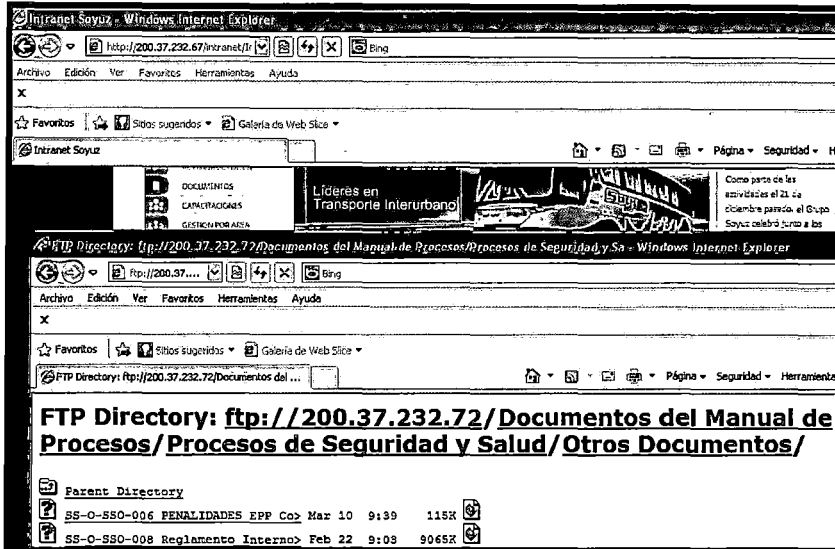 Intranet Soyuz - Windows Internet Explorer
http://200.37.232.67/intranet/Ir
Bing
Archivo Edición Ver Favoritos Herramientas Ayuda
x
Favoritos Sitios sugeridos Galería de Web Slice
Intranet Soyuz
Página Seguridad H
DOCUMENTOS
CAPACITACIONES
GESTION POR AREA
Líderes en
Transporte Interurbano
Como parte de las
actividades el 21 de
diciembre pasado, el Grupo
Soyuz celebró junto a los
FTP Directory: ftp://200.37.232.72/Documentos del Manual de Procesos/Procesos de Seguridad y Sa - Windows Internet Explorer
ftp://200.37....
Bing
Archivo Edición Ver Favoritos Herramientas Ayuda
x
Favoritos Sitios sugeridos Galería de Web Slice
FTP Directory: ftp://200.37.232.72/Documentos del ...
Página Seguridad Herramienta
FTP Directory: ftp://200.37.232.72/Documentos del Manual de
Procesos/Procesos de Seguridad y Salud/Otros Documentos/
Parent Directory
SS-O-SSO-006 PENALIDADES EPP Co> Mar 10 9:39 115K
SS-O-SSO-008 Reglamento Interno> Feb 22 9:03 9065K